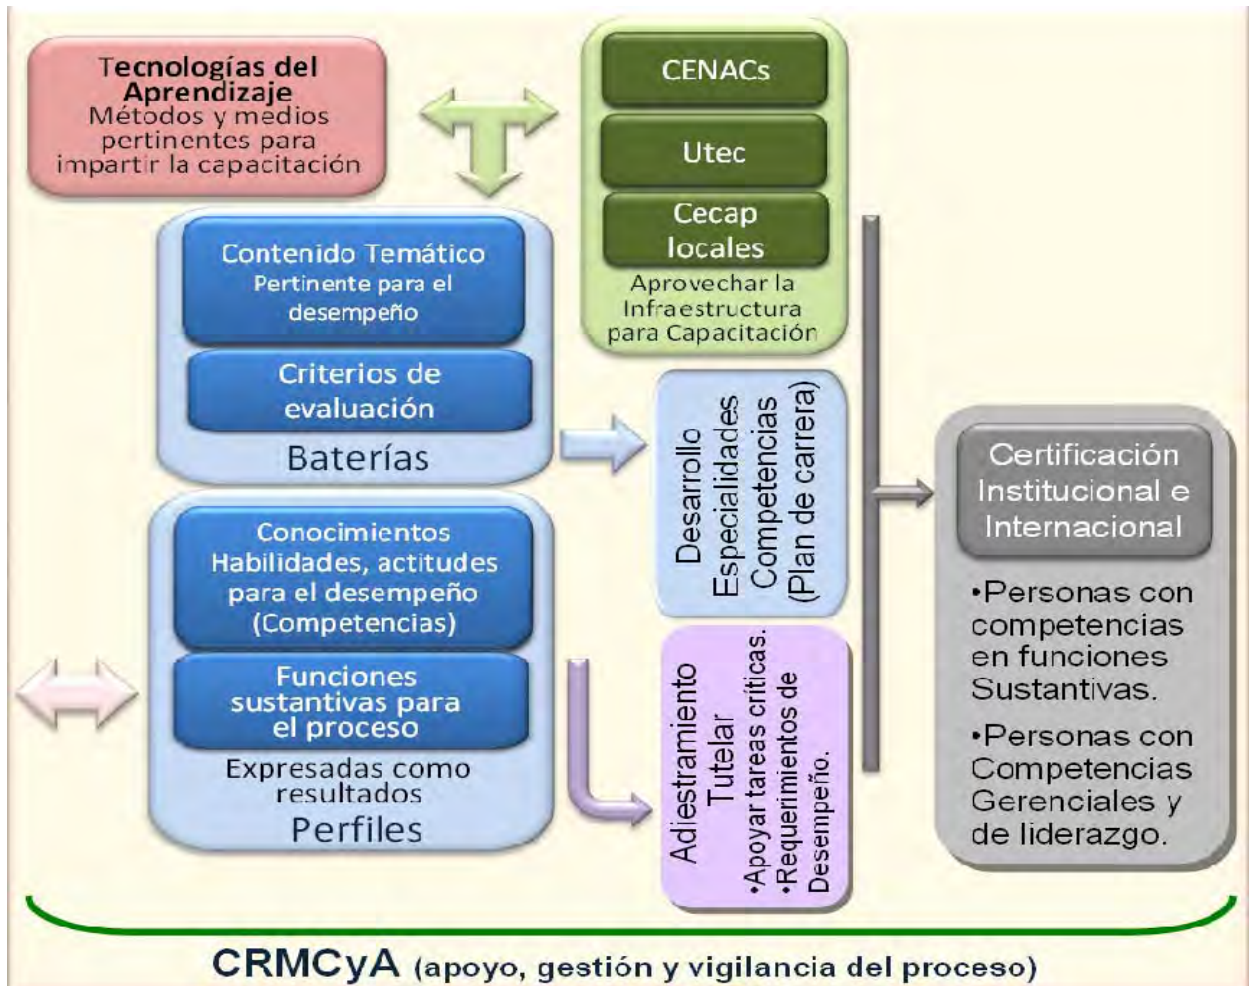 Tecnologías del
Aprendizaje
Métodos y medios
pertinentes para
impartir la capacitación
CENACs
Utec
Cecap
locales
Aprovechar la
Infraestructura
para Capacitación
Contenido Temático
Pertinente para el
desempeño
Criterios de
evaluación
Baterías
Desarrollo
Especialidades
Competencias
(Plan de carrera)
Conocimientos
Habilidades, actitudes
para el desempeño
(Competencias)
Funciones
sustantivas para
el proceso
Expresadas como
resultados
Perfiles
Adiestramiento
Tutelar
•Apoyar tareas críticas.
•Requerimientos de
Desempeño.
Certificación
Institucional e
Internacional
•Personas con
competencias
en funciones
Sustantivas.
•Personas con
Competencias
Gerenciales y
de liderazgo.
CRMCyA (apoyo, gestión y vigilancia del proceso)